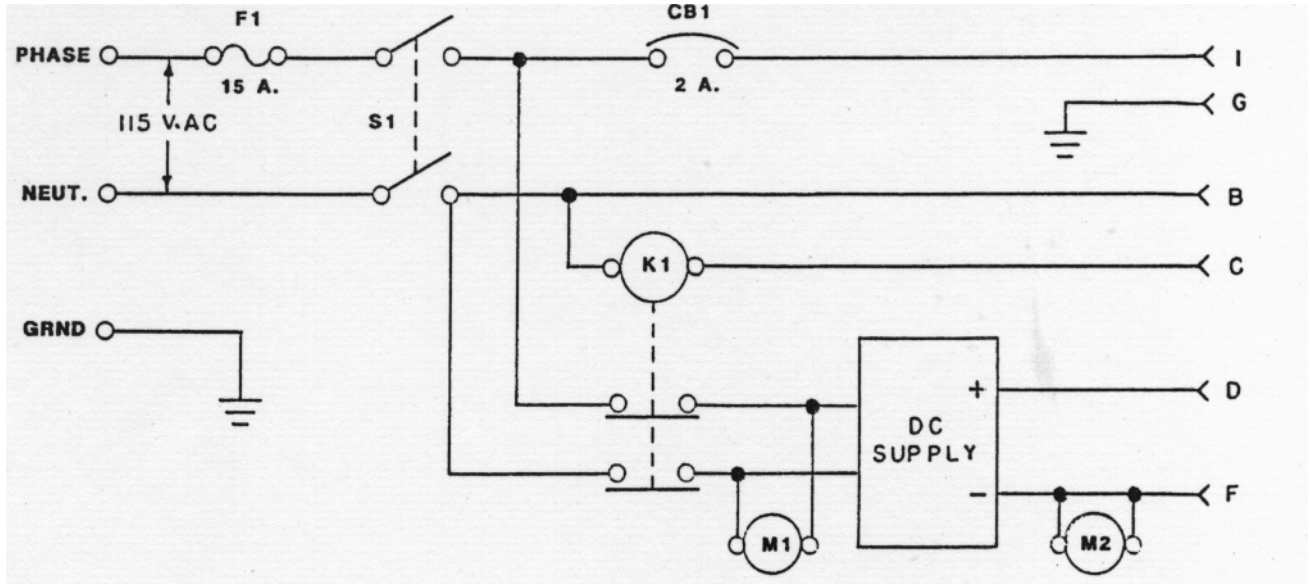 F1
CB1
PHASE
I
15 A.
2 A.
G
115 V.AC
S1
NEUT.
B
K1
C
GRND
+
D
DC
SUPPLY
−
F
M1
M2